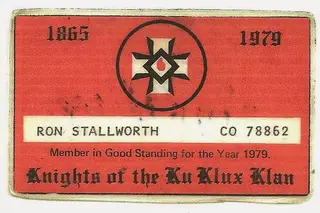 1865 1979
RON STALLWORTH CO 78862
Member in Good Standing for the Year 1979.
Knights of the Ku Klux Klan